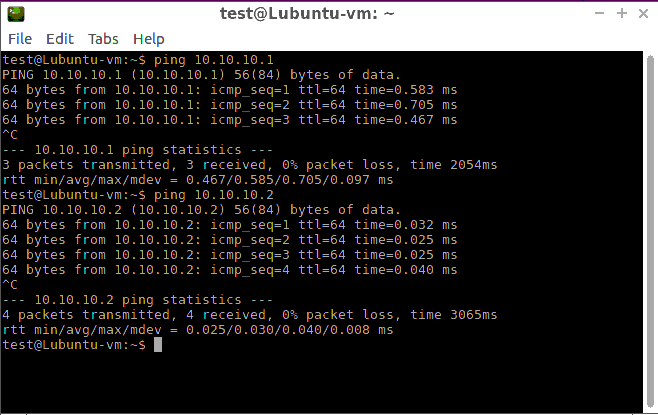 test@Lubuntu-vm: ~
File Edit Tabs Help
test@Lubuntu-vm:~$ ping 10.10.10.1
PING 10.10.10.1 (10.10.10.1) 56(84) bytes of data.
64 bytes from 10.10.10.1: icmp_seq=1 ttl=64 time=0.583 ms
64 bytes from 10.10.10.1: icmp_seq=2 ttl=64 time=0.705 ms
64 bytes from 10.10.10.1: icmp_seq=3 ttl=64 time=0.467 ms
^C
--- 10.10.10.1 ping statistics ---
3 packets transmitted, 3 received, 0% packet loss, time 2054ms
rtt min/avg/max/mdev = 0.467/0.585/0.705/0.097 ms
test@Lubuntu-vm:~$ ping 10.10.10.2
PING 10.10.10.2 (10.10.10.2) 56(84) bytes of data.
64 bytes from 10.10.10.2: icmp_seq=1 ttl=64 time=0.032 ms
64 bytes from 10.10.10.2: icmp_seq=2 ttl=64 time=0.025 ms
64 bytes from 10.10.10.2: icmp_seq=3 ttl=64 time=0.025 ms
64 bytes from 10.10.10.2: icmp_seq=4 ttl=64 time=0.040 ms
^C
--- 10.10.10.2 ping statistics ---
4 packets transmitted, 4 received, 0% packet loss, time 3065ms
rtt min/avg/max/mdev = 0.025/0.030/0.040/0.008 ms
test@Lubuntu-vm:~$